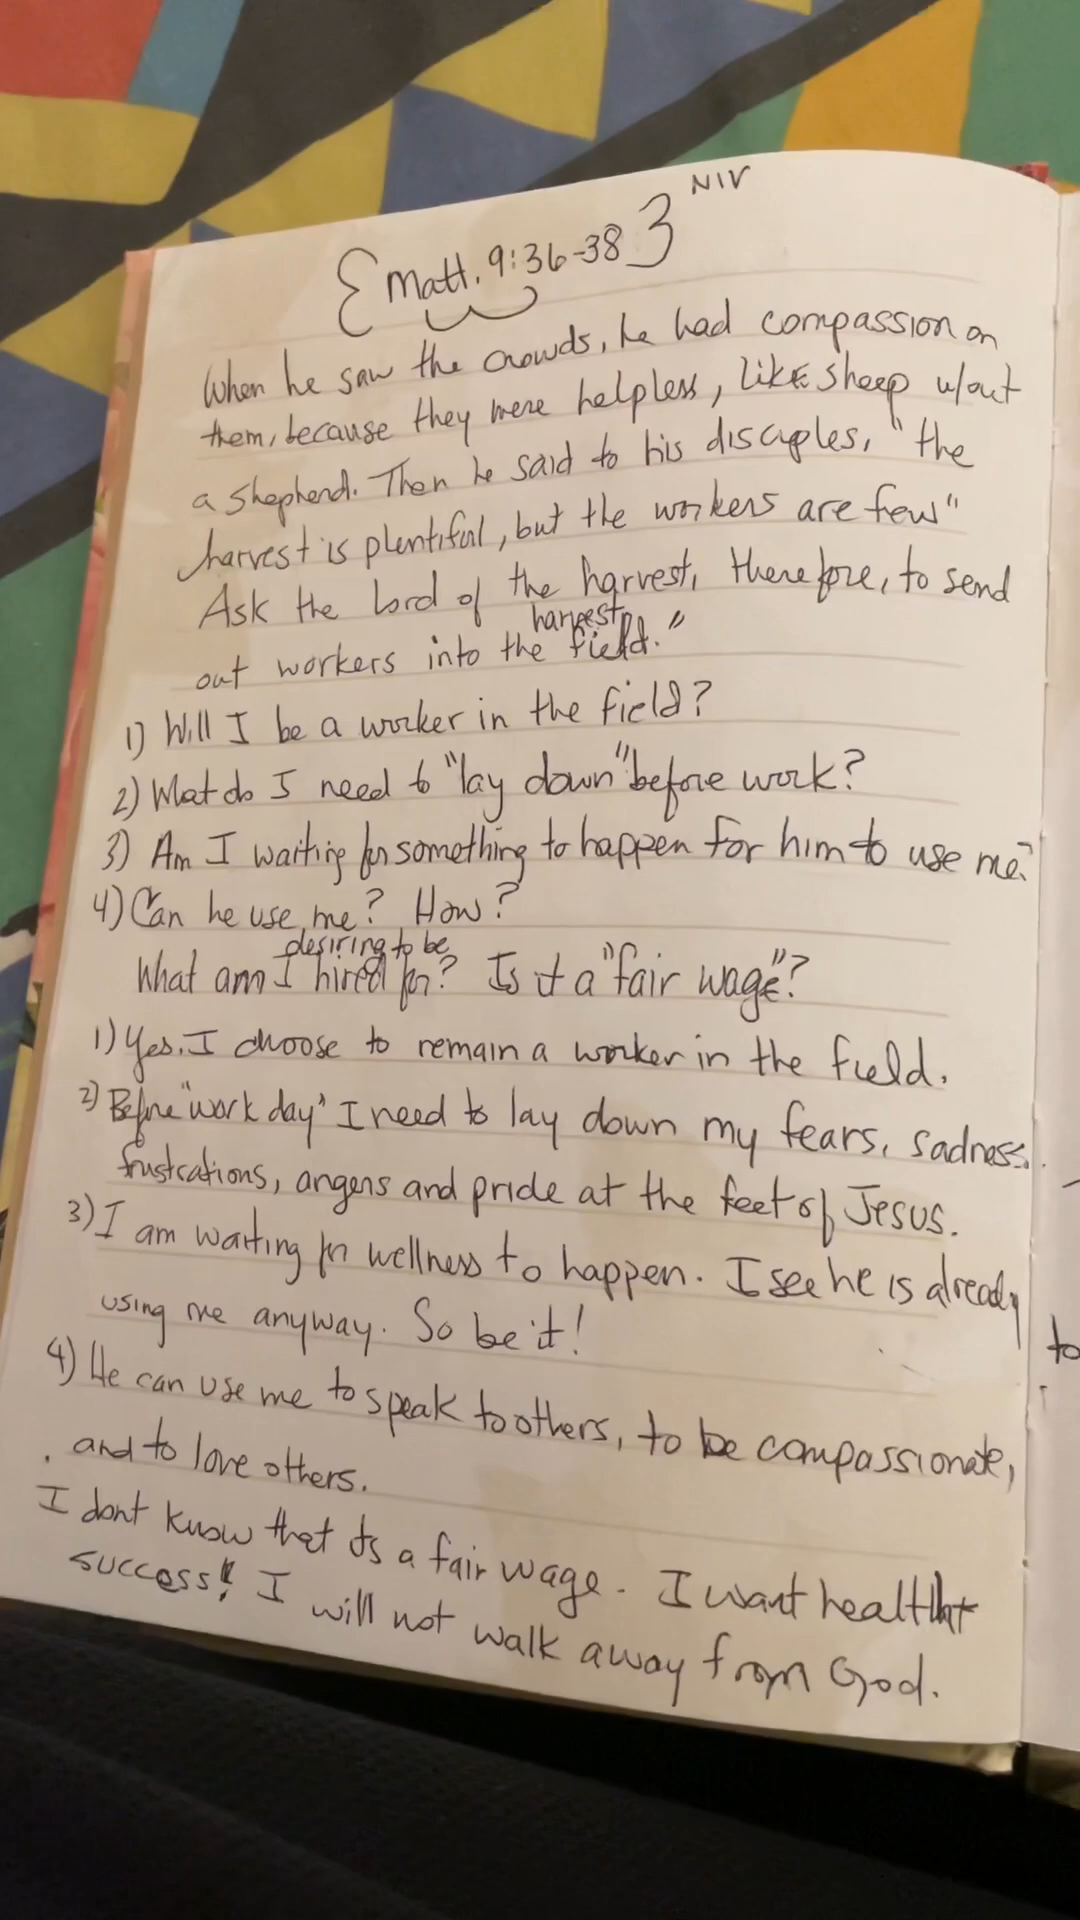 NIV
{ Matt. 9:36-38 }
When he saw the crowds, he had compassion on
them, because they were helpless, like sheep w/out
a shepherd. Then he said to his disciples, "the
harvest is plentiful, but the workers are few"
Ask the Lord of the harvest, therefore, to send
harvest
out workers into the field."
1) Will I be a worker in the field?
2) What do I need to "lay down" before work?
3) Am I waiting for something to happen for him to use me?
4) Can he use me? How?
desiring to be
What am I hired for? Is it a "fair wage"?
1) Yes. I choose to remain a worker in the field.
2) Before "work day" I need to lay down my fears, sadness,
frustrations, angers and pride at the feet of Jesus.
3) I am waiting for wellness to happen. I see he is already
using me anyway. So be it!
to
4) He can use me to speak to others, to be compassionate,
and to love others.
I dont know that its a fair wage. I want health
success! I will not walk away from God.